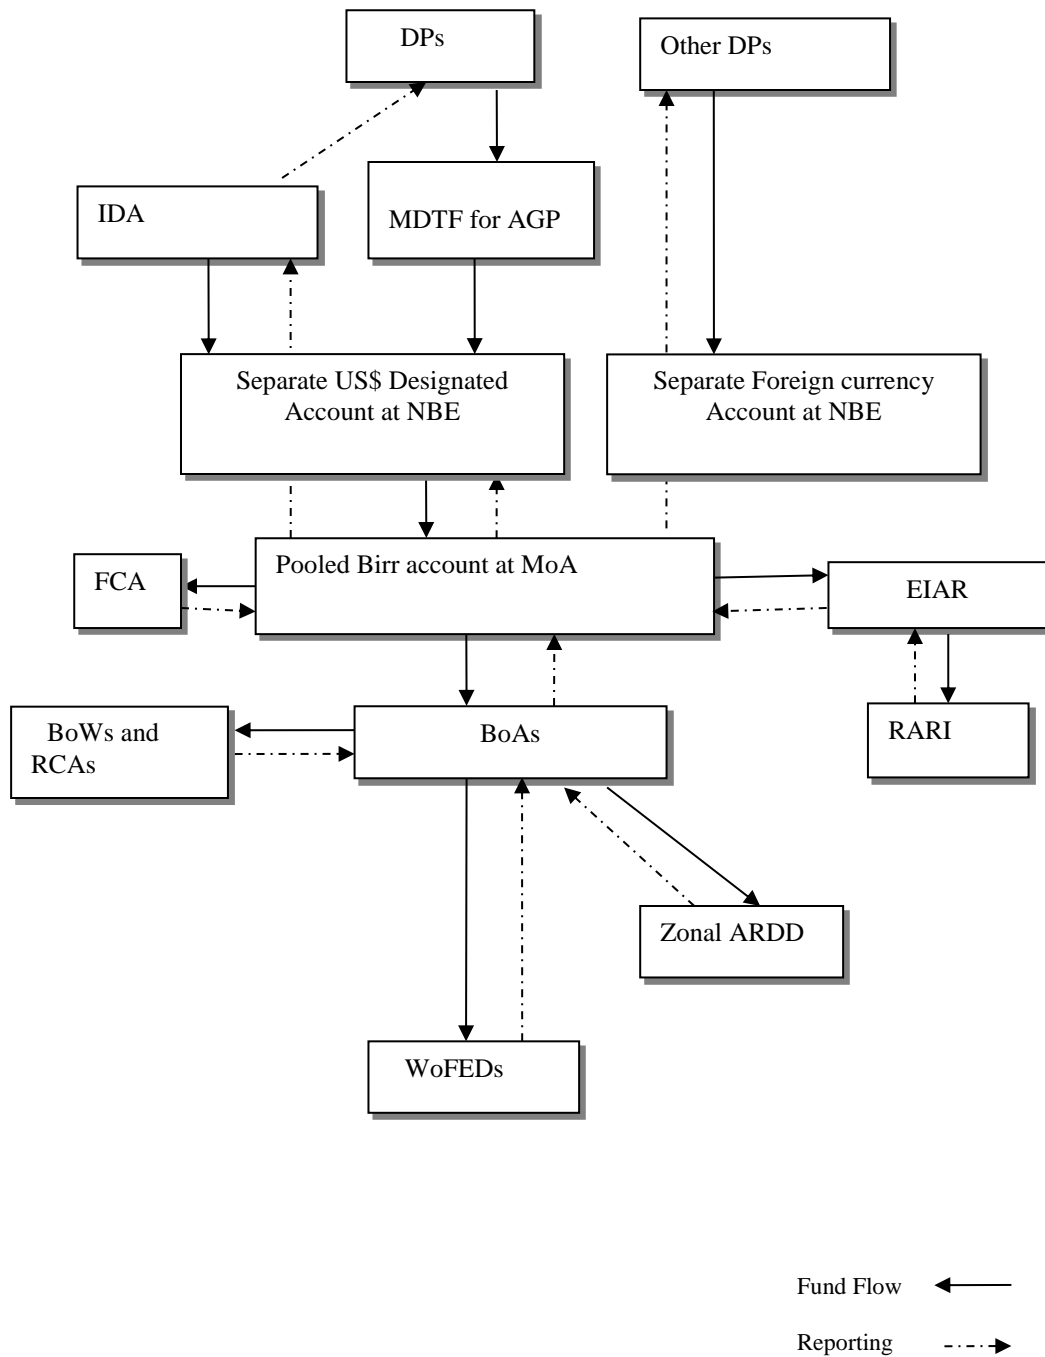 DPs
Other DPs
IDA
MDTF for AGP
Separate US$ Designated
Account at NBE
Separate Foreign currency
Account at NBE
Pooled Birr account at MoA
FCA
EIAR
BoWs and
RCAs
BoAs
RARI
Zonal ARDD
WoFEDs
Fund Flow
Reporting